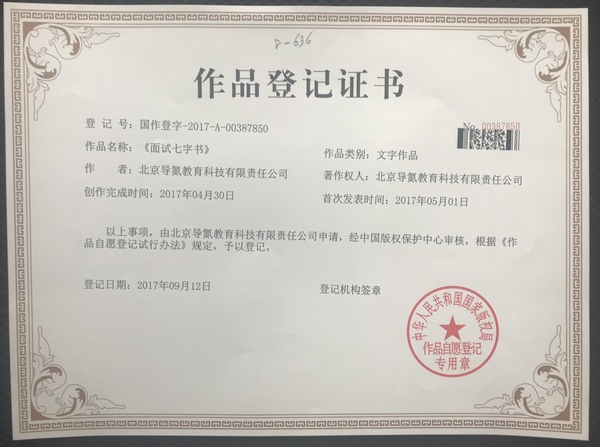 8-636
作品登记证书
No.00387850
登 记 号：国作登字-2017-A-00387850
作品名称：《面试七字书》
作品类别：文字作品
作 者：北京导氮教育科技有限责任公司
著作权人：北京导氮教育科技有限责任公司
创作完成时间：2017年04月30日
首次发表时间：2017年05月01日
以上事项，由北京导氮教育科技有限责任公司申请，经中国版权保护中心审核，根据《作
品自愿登记试行办法》规定，予以登记。
登记日期：2017年09月12日
登记机构签章
中华人民共和国国家版权局
作品自愿登记
专用章